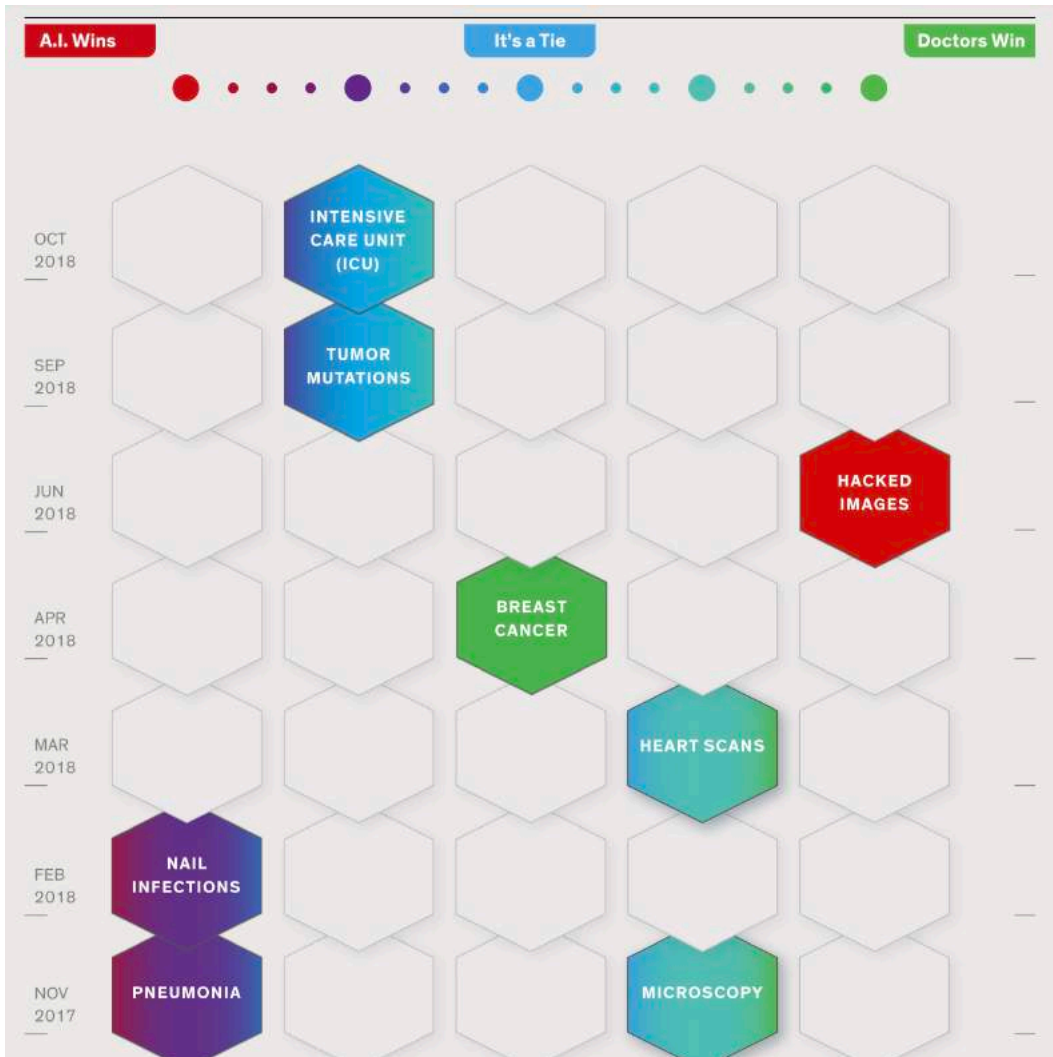 A.I. Wins
It's a Tie
Doctors Win
OCT
2018
INTENSIVE
CARE UNIT
(ICU)
SEP
2018
TUMOR
MUTATIONS
JUN
2018
HACKED
IMAGES
APR
2018
BREAST
CANCER
MAR
2018
HEART SCANS
FEB
2018
NAIL
INFECTIONS
NOV
2017
PNEUMONIA
MICROSCOPY